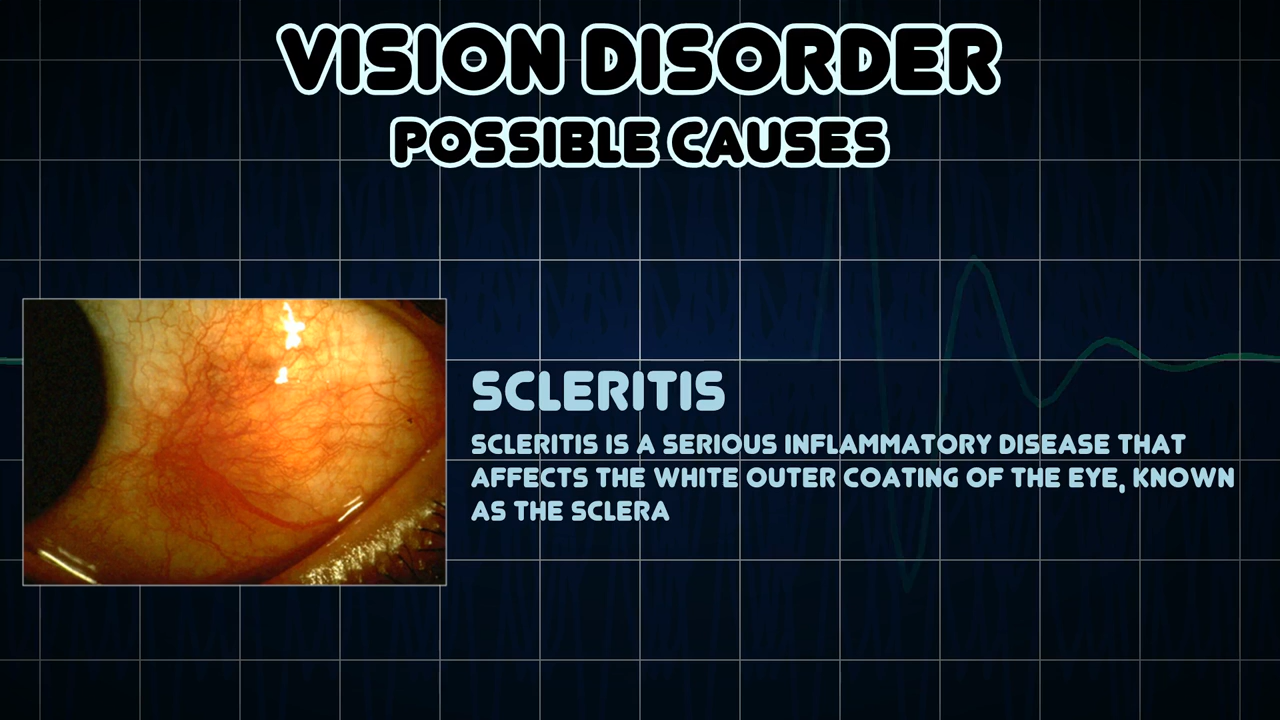 VISION DISORDER
POSSIBLE CAUSES
SCLERITIS
SCLERITIS IS A SERIOUS INFLAMMATORY DISEASE THAT
AFFECTS THE WHITE OUTER COATING OF THE EYE, KNOWN
AS THE SCLERA